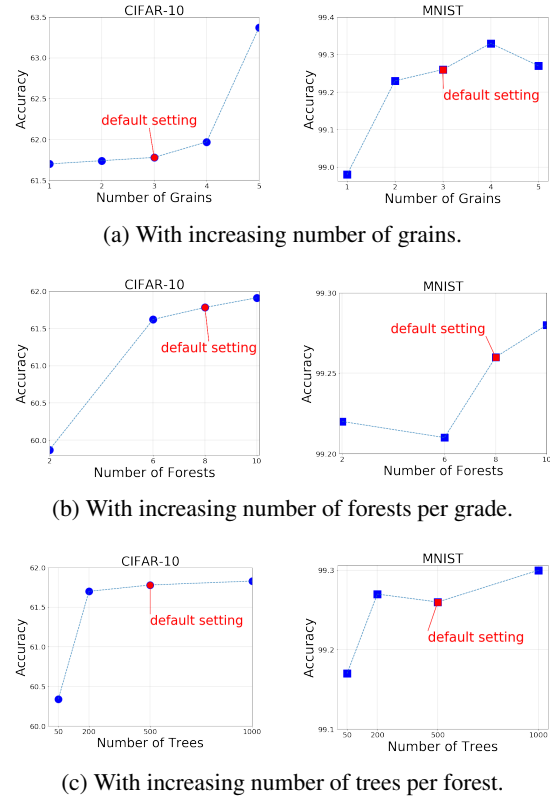 CIFAR-10
63.5
63.0
62.5
62.0
61.5
Accuracy
default setting
1 2 3 4 5
Number of Grains
MNIST
99.4
99.3
99.2
99.1
99.0
Accuracy
default setting
1 2 3 4 5
Number of Grains
(a) With increasing number of grains.
CIFAR-10
62.0
61.5
61.0
60.5
60.0
Accuracy
default setting
2 6 8 10
Number of Forests
MNIST
99.30
99.25
99.20
Accuracy
default setting
2 6 8 10
Number of Forests
(b) With increasing number of forests per grade.
CIFAR-10
62.0
61.5
61.0
60.5
60.0
Accuracy
default setting
50 200 500 1000
Number of Trees
MNIST
99.3
99.2
99.1
Accuracy
default setting
50 200 500 1000
Number of Trees
(c) With increasing number of trees per forest.